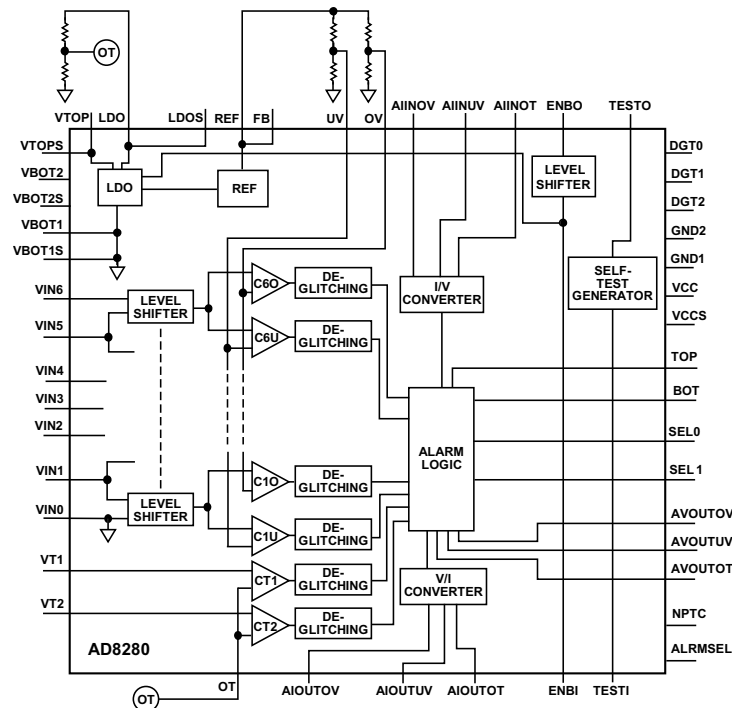 OT
VTOP LDO LDOS REF FB UV OV AIINOV AIINUV AIINOT ENBO TESTO
VTOPS
VBOT2
VBOT2S
VBOT1
VBOT1S
VIN6
VIN5
VIN4
VIN3
VIN2
VIN1
VIN0
VT1
VT2
LDO
REF
LEVEL
SHIFTER
LEVEL
SHIFTER
LEVEL
SHIFTER
C6O
DE-
GLITCHING
C6U
DE-
GLITCHING
C1O
DE-
GLITCHING
C1U
DE-
GLITCHING
CT1
DE-
GLITCHING
CT2
DE-
GLITCHING
I/V
CONVERTER
ALARM
LOGIC
V/I
CONVERTER
SELF-
TEST
GENERATOR
DGT0
DGT1
DGT2
GND2
GND1
VCC
VCCS
TOP
BOT
SEL0
SEL1
AVOUTOV
AVOUTUV
AVOUTOT
NPTC
ALRMSEL
AD8280
OT
OT
AIOUTOV AIOUTUV AIOUTOT ENBI TESTI